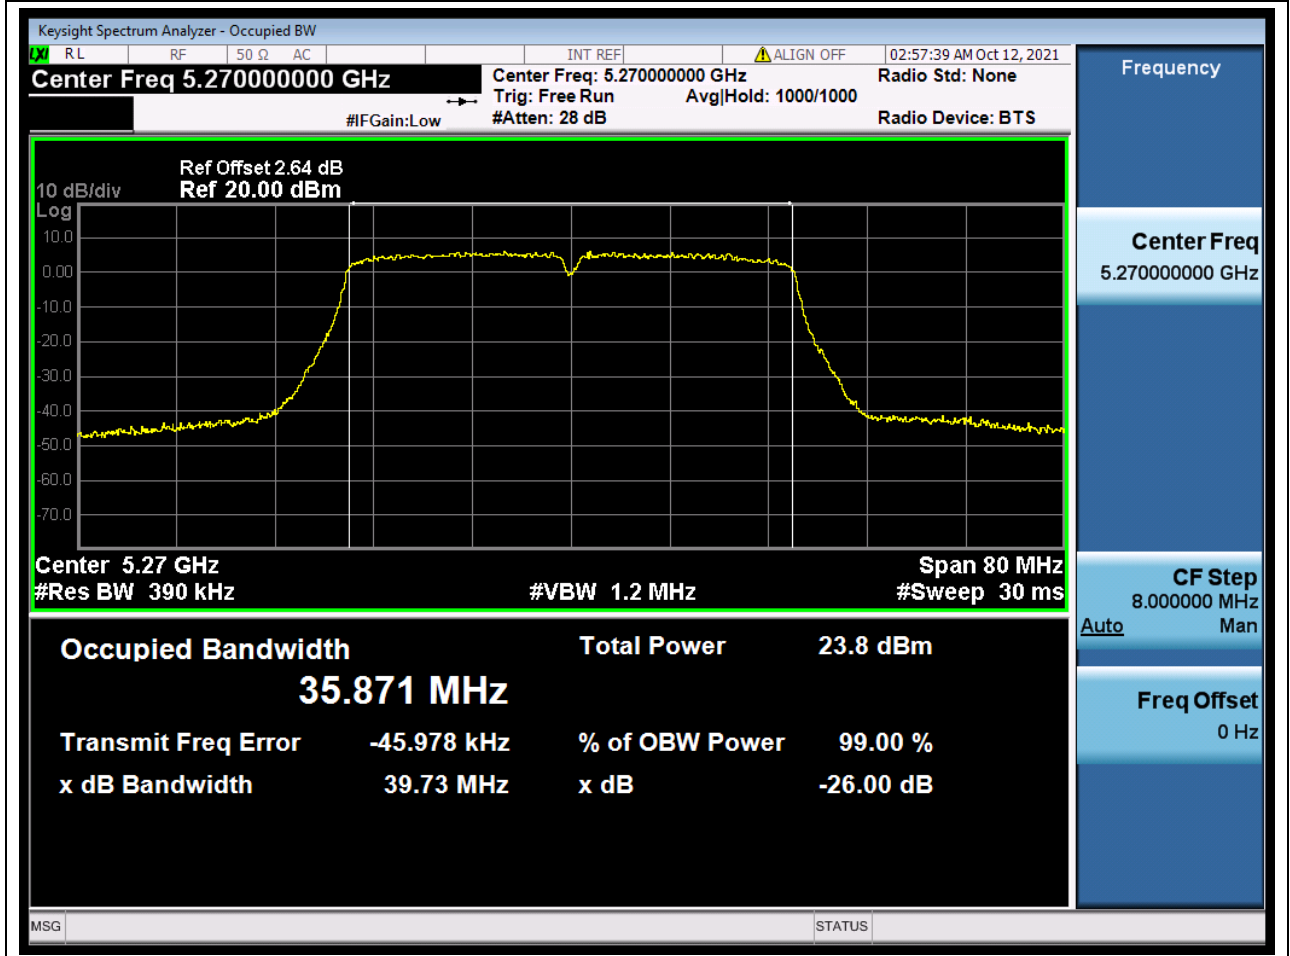 Keysight Spectrum Analyzer - Occupied BW
LXI RL RF 50 Ω AC INT REF ALIGN OFF 02:57:39 AM Oct 12, 2021
Center Freq 5.270000000 GHz
Center Freq: 5.270000000 GHz
Radio Std: None
Trig: Free Run Avg|Hold: 1000/1000
#IFGain:Low
#Atten: 28 dB
Radio Device: BTS
Ref Offset 2.64 dB
10 dB/div Ref 20.00 dBm
Log
10.0
0.00
-10.0
-20.0
-30.0
-40.0
-50.0
-60.0
-70.0
Center 5.27 GHz Span 80 MHz
#Res BW 390 kHz #VBW 1.2 MHz #Sweep 30 ms
Occupied Bandwidth Total Power 23.8 dBm
35.871 MHz
Transmit Freq Error -45.978 kHz % of OBW Power 99.00 %
x dB Bandwidth 39.73 MHz x dB -26.00 dB
MSG STATUS
Frequency
Center Freq
5.270000000 GHz
CF Step
8.000000 MHz
Auto Man
Freq Offset
0 Hz